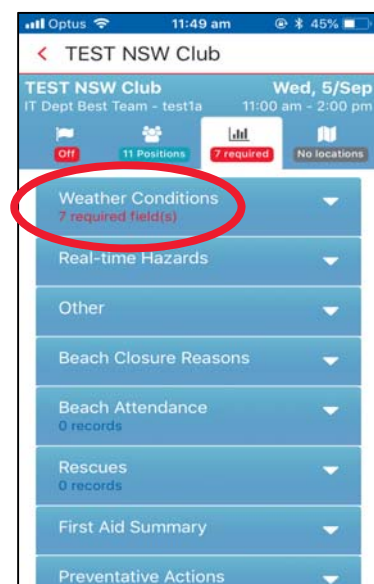 Optus 11:49 am 45%
< TEST NSW Club
TEST NSW Club Wed, 5/Sep
IT Dept Best Team - test1a 11:00 am - 2:00 pm
Off 11 Positions 7 required No locations
Weather Conditions
7 required field(s)
Real-time Hazards
Other
Beach Closure Reasons
Beach Attendance
0 records
Rescues
0 records
First Aid Summary
Preventative Actions